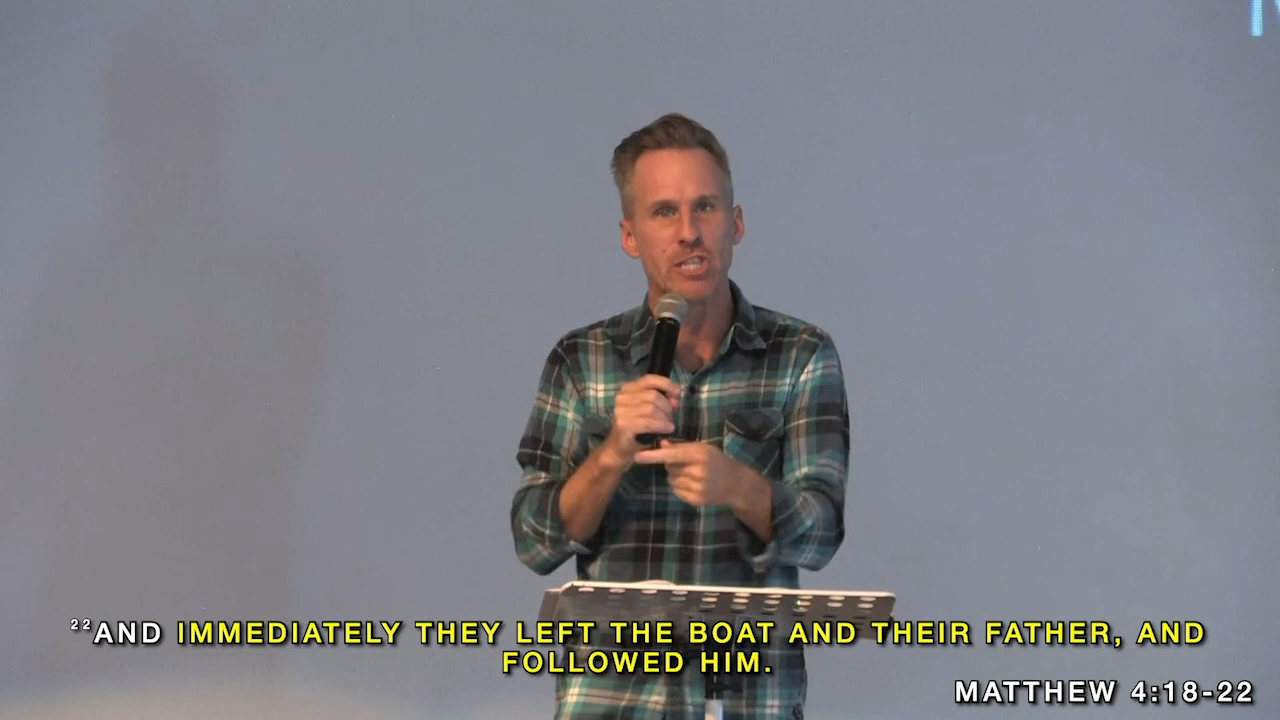 ²²AND IMMEDIATELY THEY LEFT THE BOAT AND THEIR FATHER, AND
FOLLOWED HIM.
MATTHEW 4:18-22